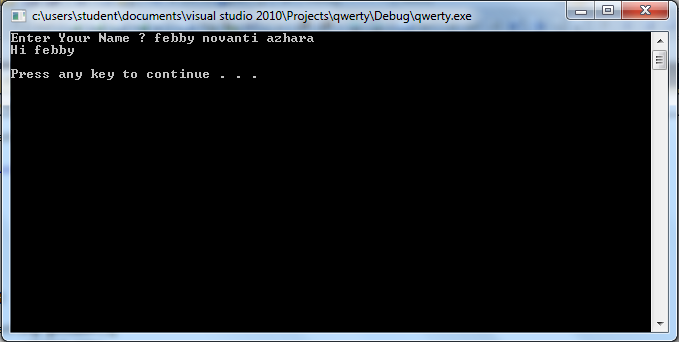 c:\users\student\documents\visual studio 2010\Projects\qwerty\Debug\qwerty.exe
Enter Your Name ? febby novanti azhara
Hi febby
Press any key to continue . . .